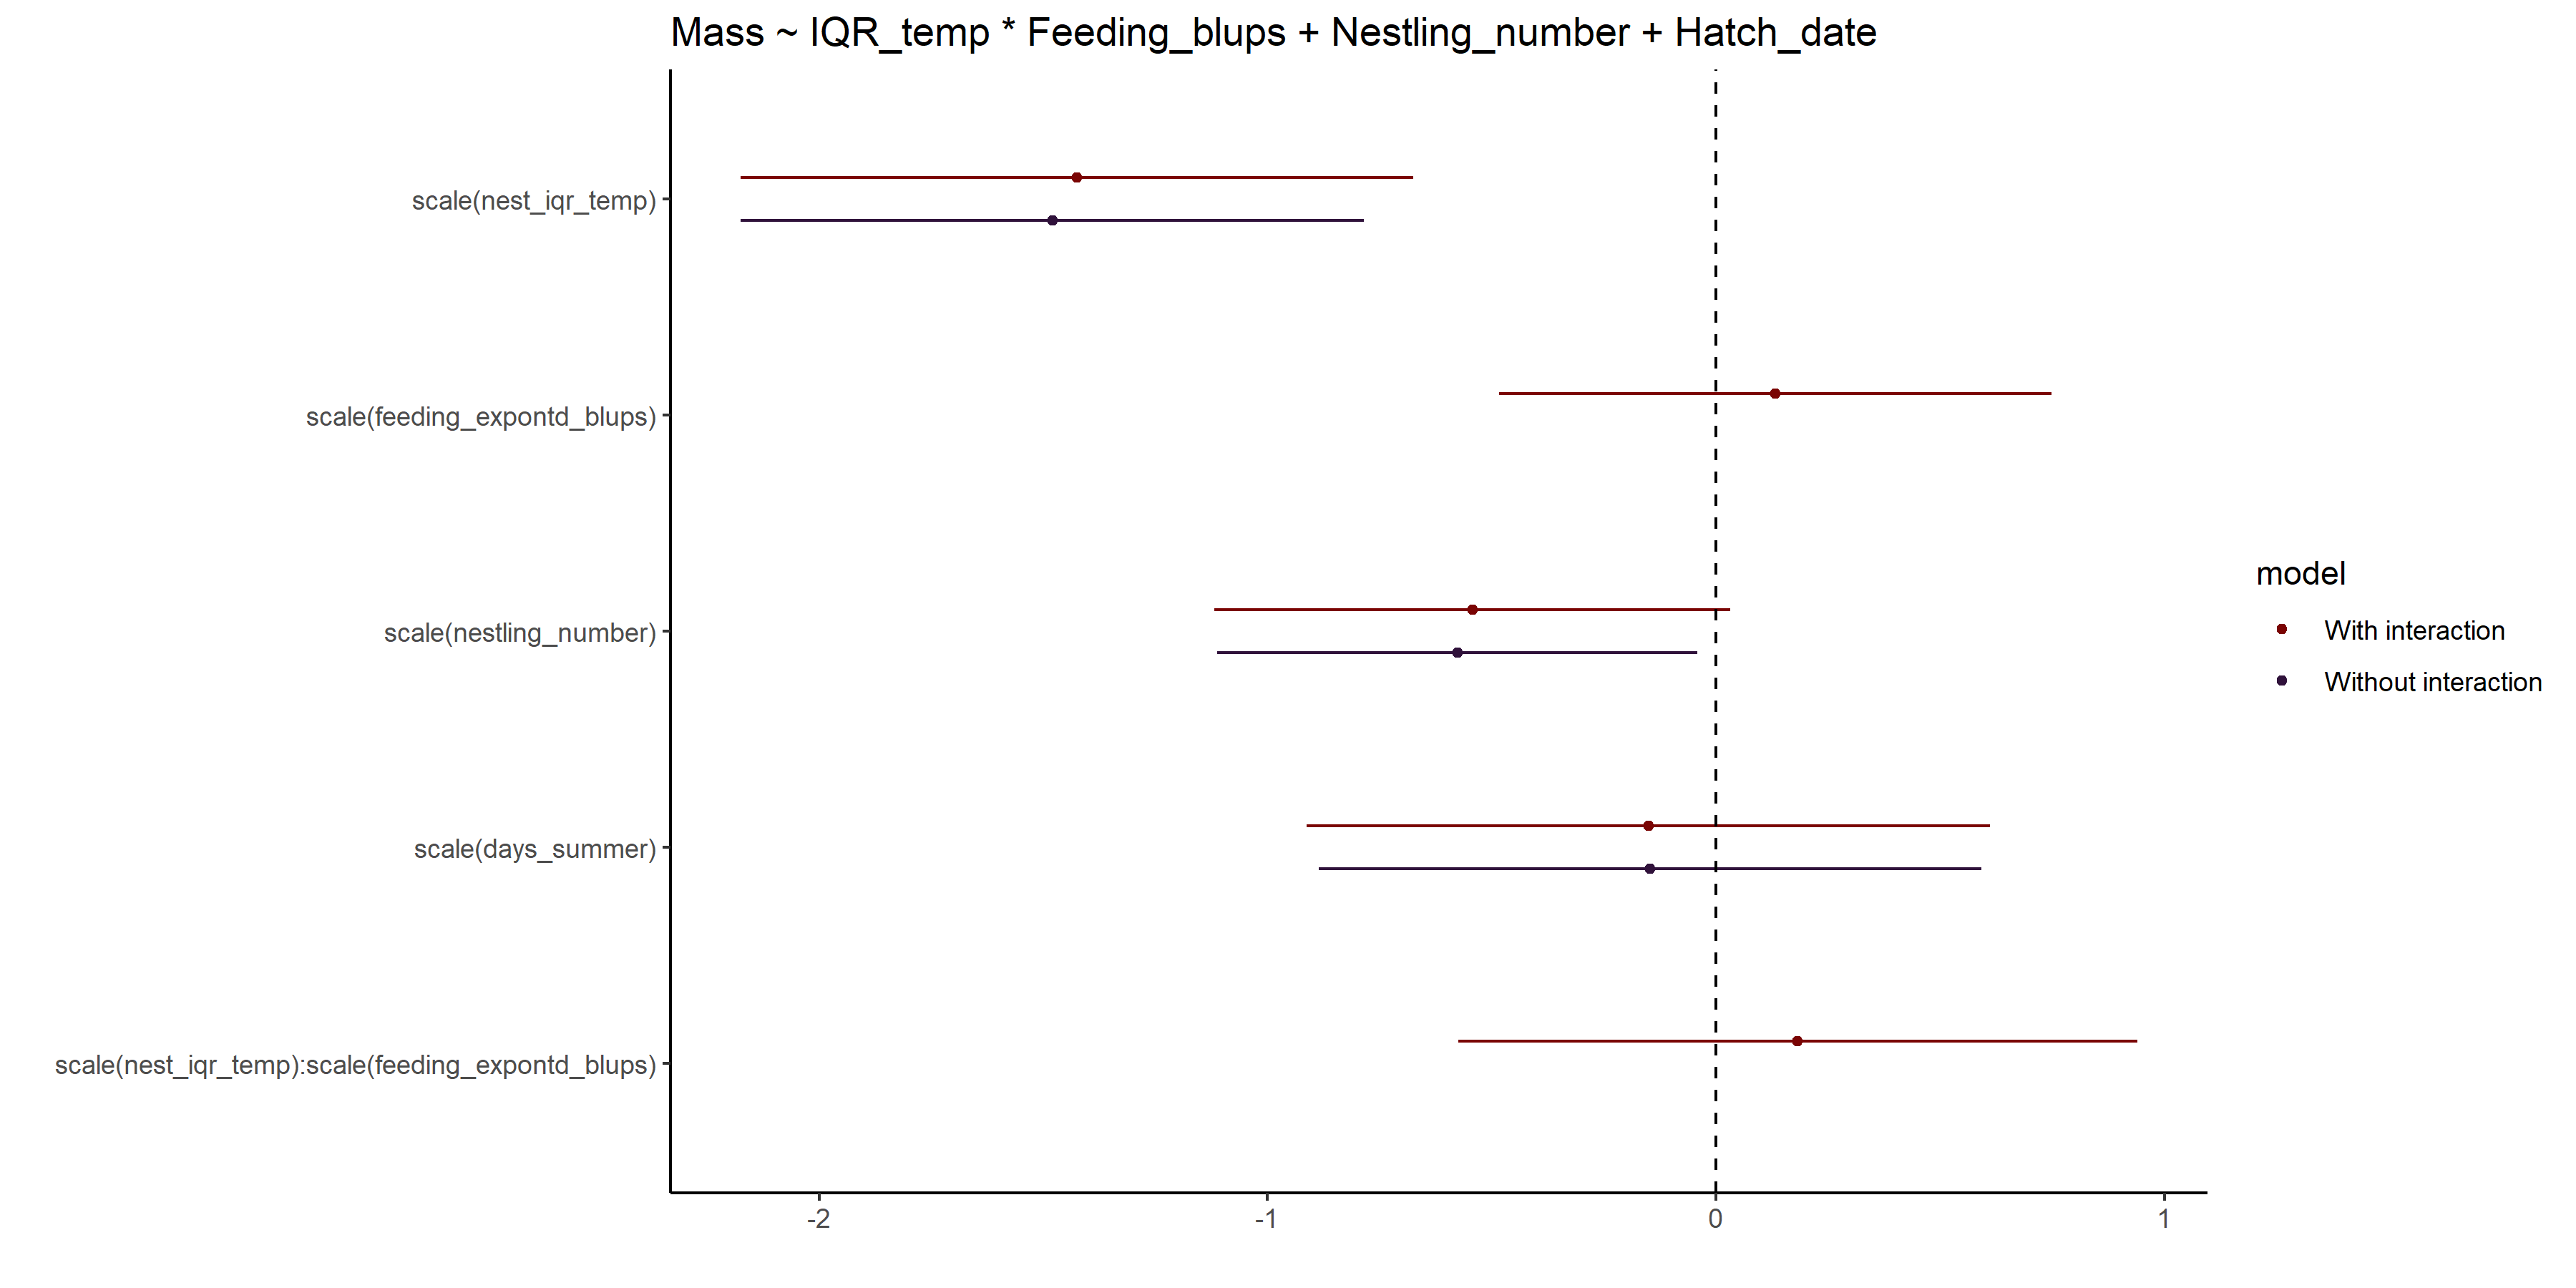 Mass ~ IQR_temp * Feeding_blups + Nestling_number + Hatch_date
scale(nest_iqr_temp)
scale(feeding_expontd_blups)
scale(nestling_number)
scale(days_summer)
scale(nest_iqr_temp):scale(feeding_expontd_blups)
-2
-1
0
1
model
With interaction
Without interaction